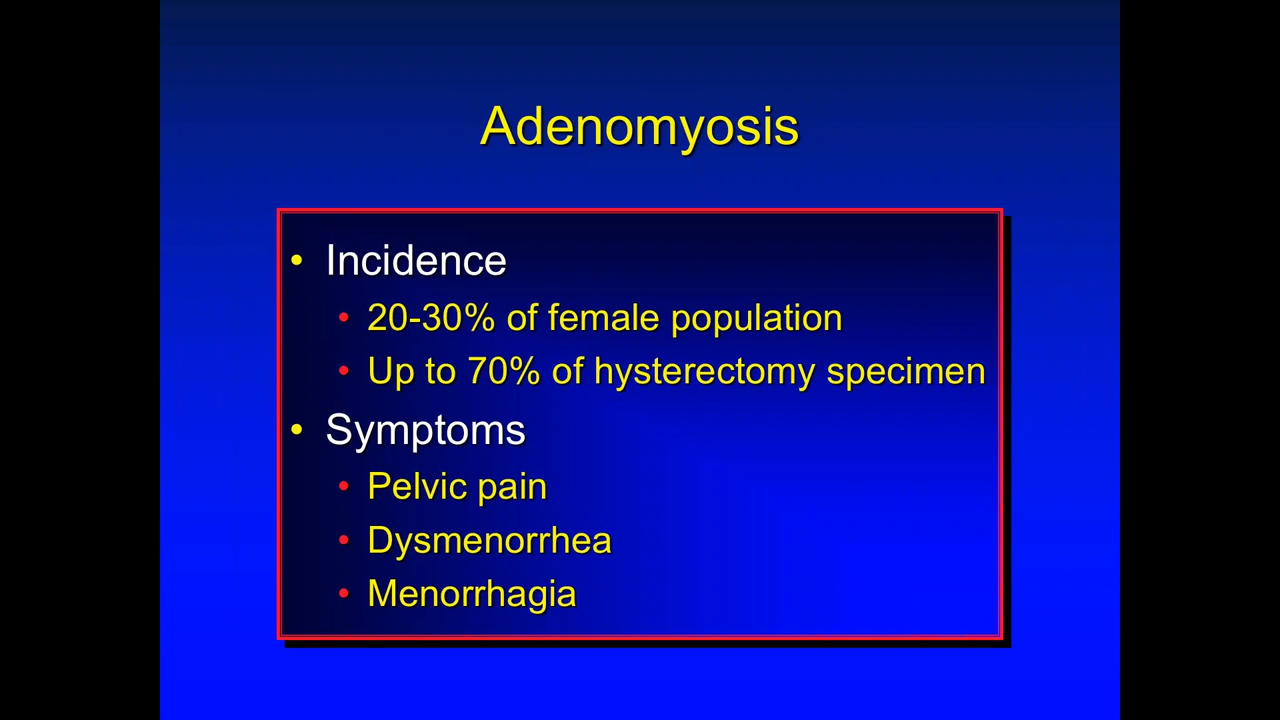 Adenomyosis
• Incidence
• 20-30% of female population
• Up to 70% of hysterectomy specimen
• Symptoms
• Pelvic pain
• Dysmenorrhea
• Menorrhagia